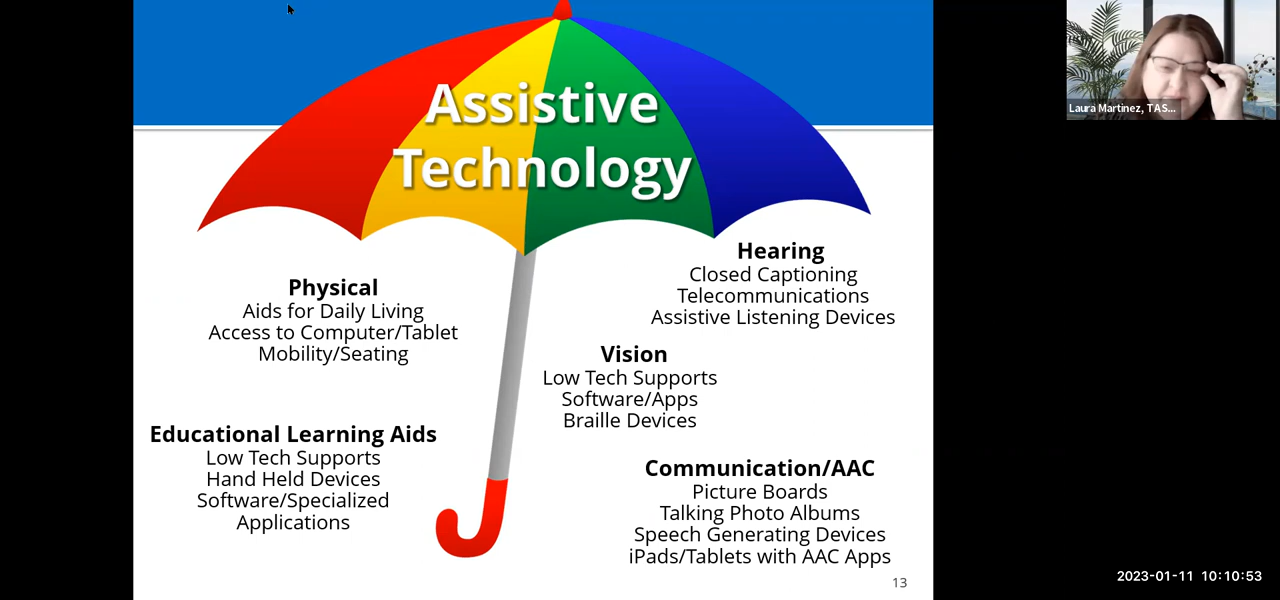 Assistive
Technology
Physical
Aids for Daily Living
Access to Computer/Tablet
Mobility/Seating
Educational Learning Aids
Low Tech Supports
Hand Held Devices
Software/Specialized
Applications
Hearing
Closed Captioning
Telecommunications
Assistive Listening Devices
Vision
Low Tech Supports
Software/Apps
Braille Devices
Communication/AAC
Picture Boards
Talking Photo Albums
Speech Generating Devices
iPads/Tablets with AAC Apps
13
Laura Martinez, TAS...
2023-01-11 10:10:53